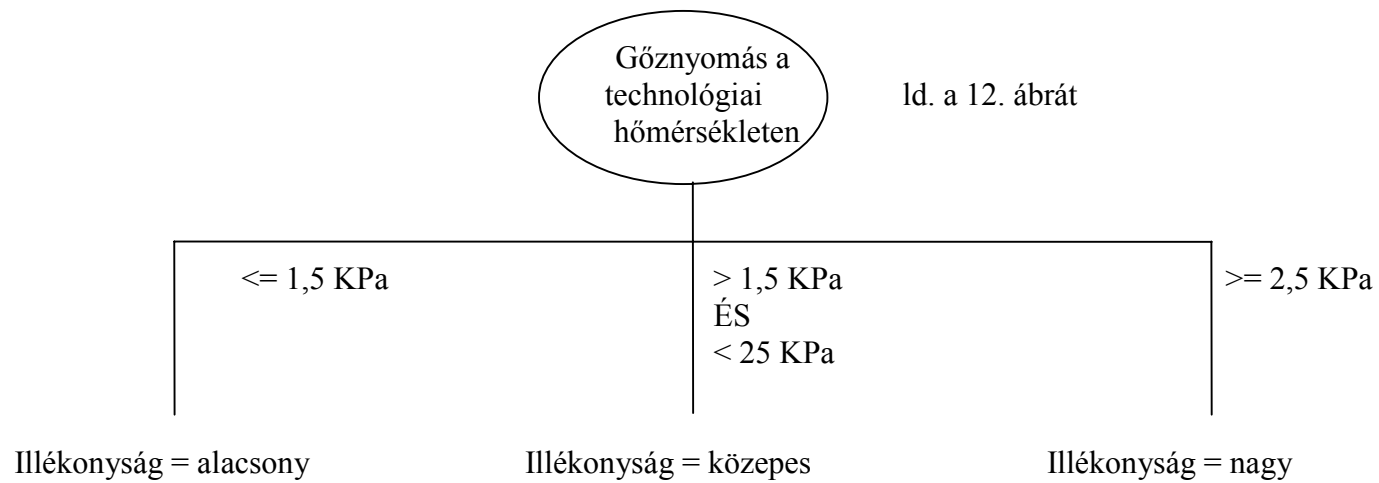 Gőznyomás a
technológiai
hőmérsékleten
ld. a 12. ábrát
<= 1,5 KPa
> 1,5 KPa
ÉS
< 25 KPa
>= 2,5 KPa
Illékonyság = alacsony
Illékonyság = közepes
Illékonyság = nagy